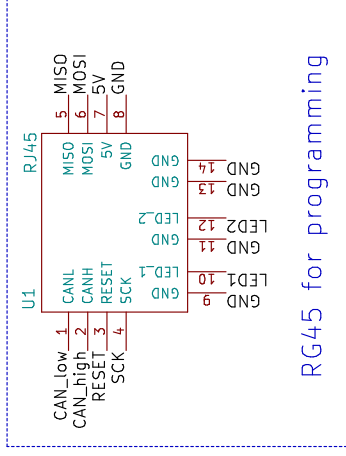 MISO
MOSI
5V
GND
5
6
7
8
RJ45
MISO
MOSI
5V
GND
GND 14 GND
GND 13 GND
LED_2 12 LED2
GND 11 GND
LED_1 10 LED1
GND 9 GND
U1
CANL
CANH
RESET
SCK
1
2
3
4
CAN_low
CAN_high
RESET
SCK
RG45 for programming